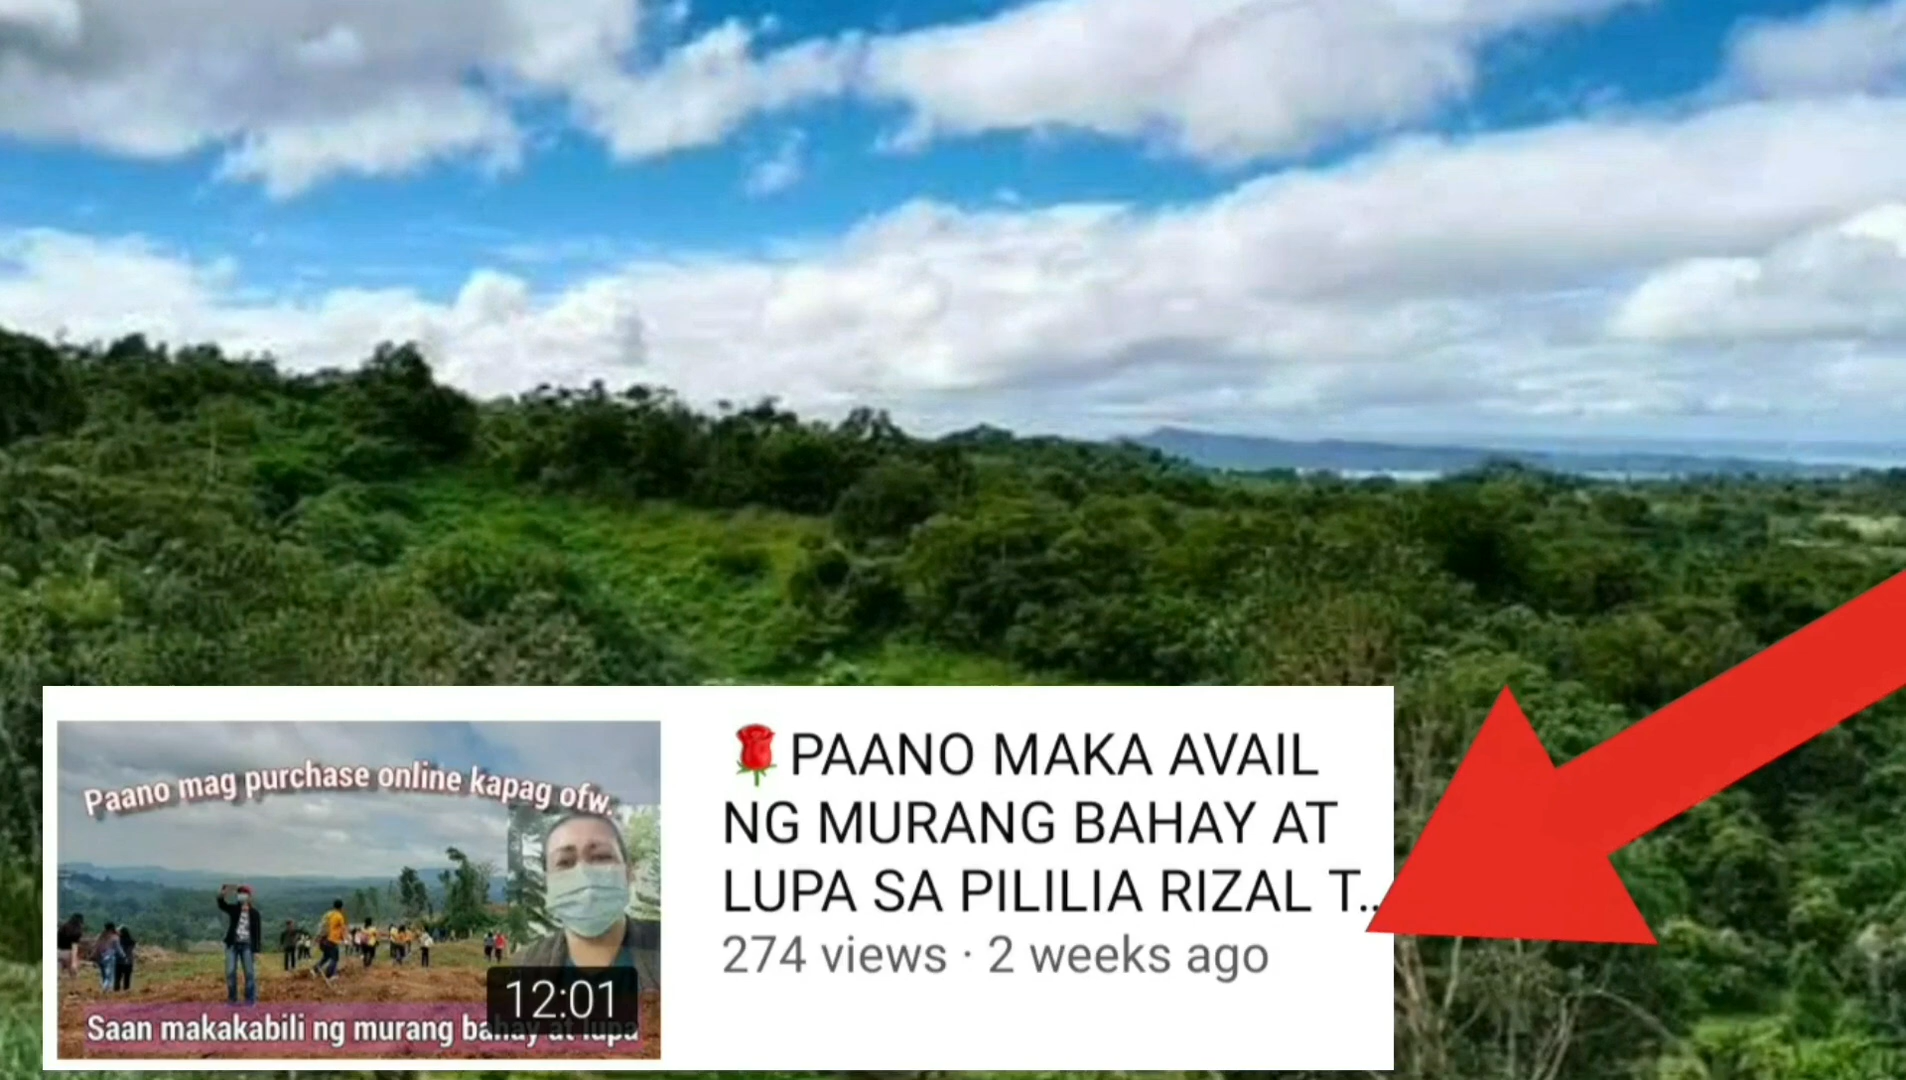 Paano mag purchase online kapag ofw.
12:01
Saan makakabili ng murang bahay at lupa
🌹PAANO MAKA AVAIL
NG MURANG BAHAY AT
LUPA SA PILILIA RIZAL T..
274 views · 2 weeks ago